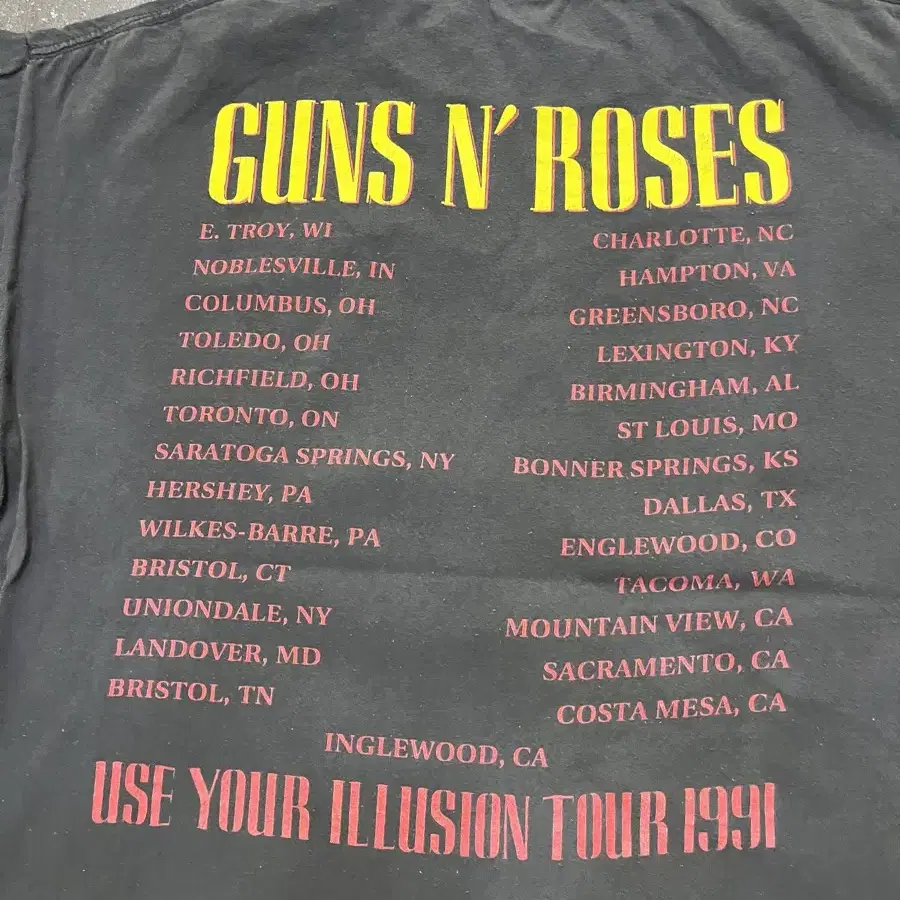 GUNS N' ROSES
E. TROY, WI
NOBLESVILLE, IN
COLUMBUS, OH
TOLEDO, OH
RICHFIELD, OH
TORONTO, ON
SARATOGA SPRINGS, NY
HERSHEY, PA
WILKES-BARRE, PA
BRISTOL, CT
UNIONDALE, NY
LANDOVER, MD
BRISTOL, TN
CHARLOTTE, NC
HAMPTON, VA
GREENSBORO, NC
LEXINGTON, KY
BIRMINGHAM, AL
ST LOUIS, MO
BONNER SPRINGS, KS
DALLAS, TX
ENGLEWOOD, CO
TACOMA, WA
MOUNTAIN VIEW, CA
SACRAMENTO, CA
COSTA MESA, CA
INGLEWOOD, CA
USE YOUR ILLUSION TOUR 1991